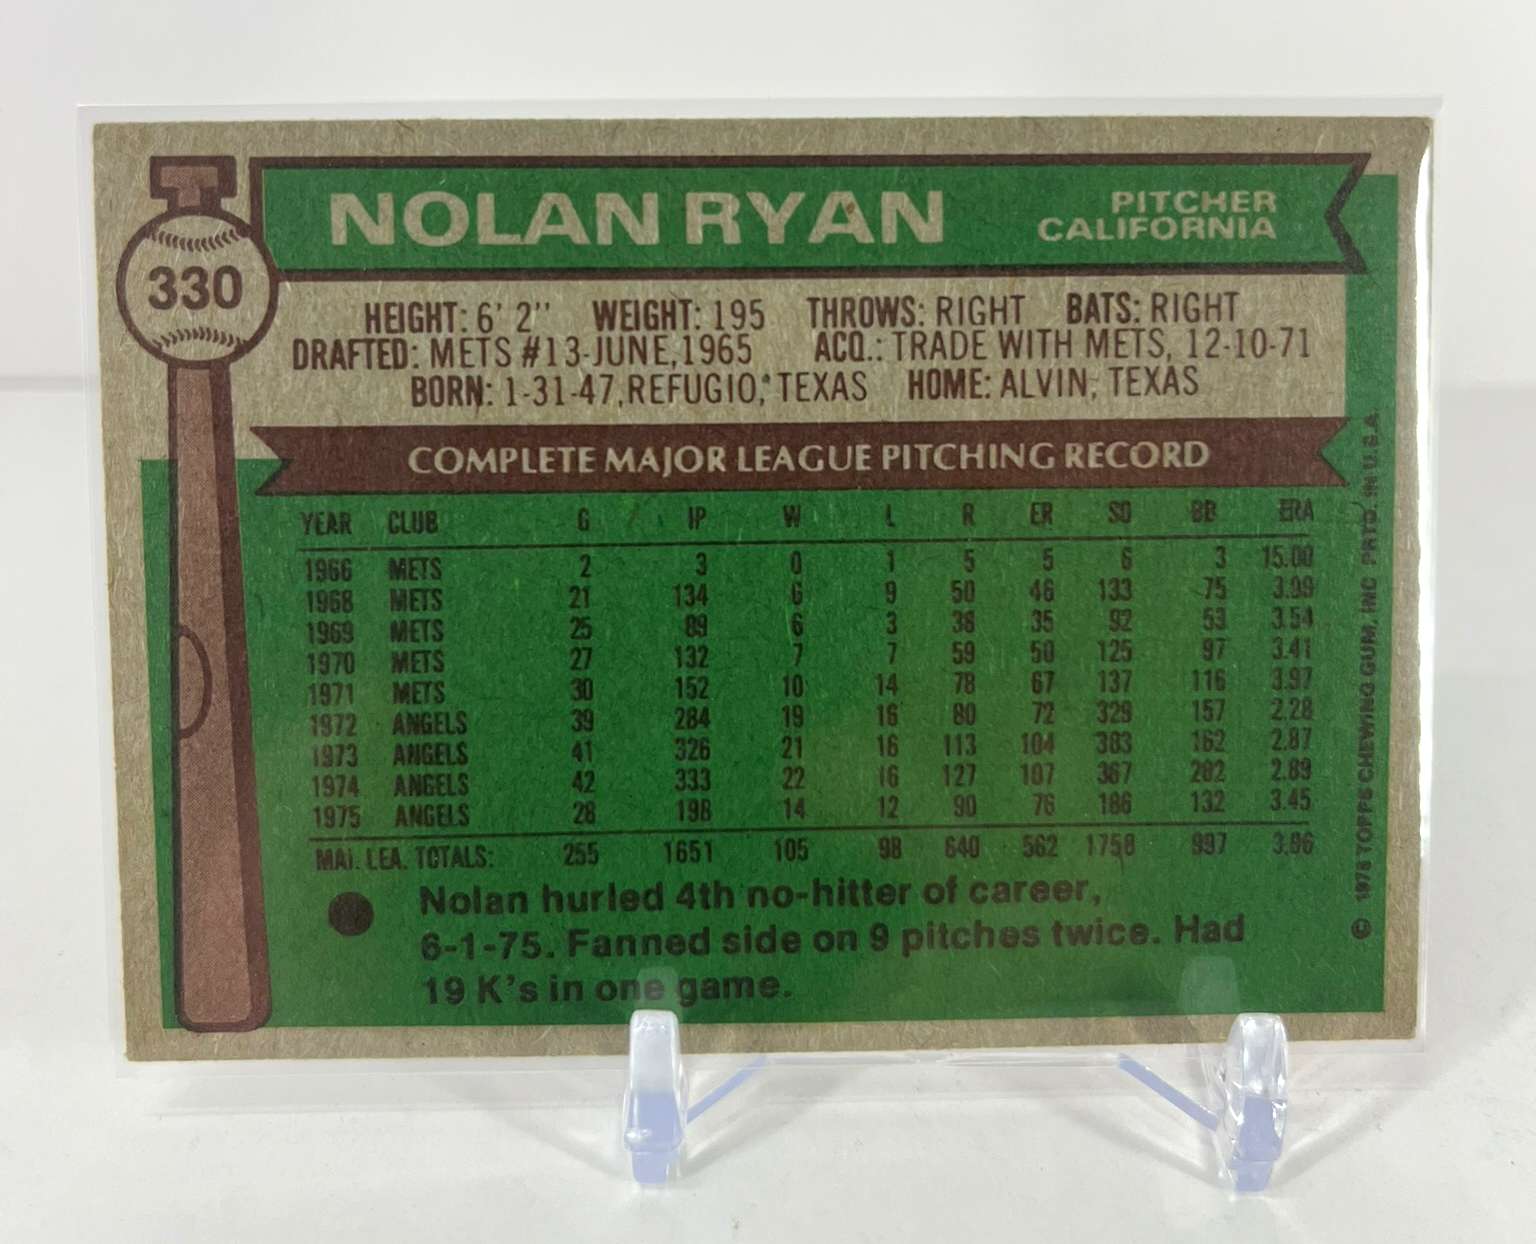 NOLAN RYAN
PITCHER
CALIFORNIA
330
HEIGHT: 6' 2" WEIGHT: 195 THROWS: RIGHT BATS: RIGHT
DRAFTED: METS #13-JUNE, 1965 ACQ.: TRADE WITH METS, 12-10-71
BORN: 1-31-47, REFUGIO, TEXAS HOME: ALVIN, TEXAS
COMPLETE MAJOR LEAGUE PITCHING RECORD
YEAR CLUB G IP W L R ER SO BB ERA
1966 METS 2 3 0 1 5 5 6 3 15.00
1968 METS 21 134 6 9 50 46 133 75 3.09
1969 METS 25 89 6 3 38 35 92 53 3.54
1970 METS 27 132 7 7 59 50 125 97 3.41
1971 METS 30 152 10 14 78 67 137 116 3.97
1972 ANGELS 39 284 19 16 80 72 329 157 2.28
1973 ANGELS 41 326 21 16 113 104 383 162 2.87
1974 ANGELS 42 333 22 16 127 107 367 202 2.89
1975 ANGELS 28 198 14 12 90 76 186 132 3.45
MAJ. LEA. TOTALS: 255 1651 105 98 640 562 1758 997 3.06
Nolan hurled 4th no-hitter of career,
6-1-75. Fanned side on 9 pitches twice. Had
19 K's in one game.
© 1976 TOPPS CHEWING GUM, INC PRTD. IN U.S.A.